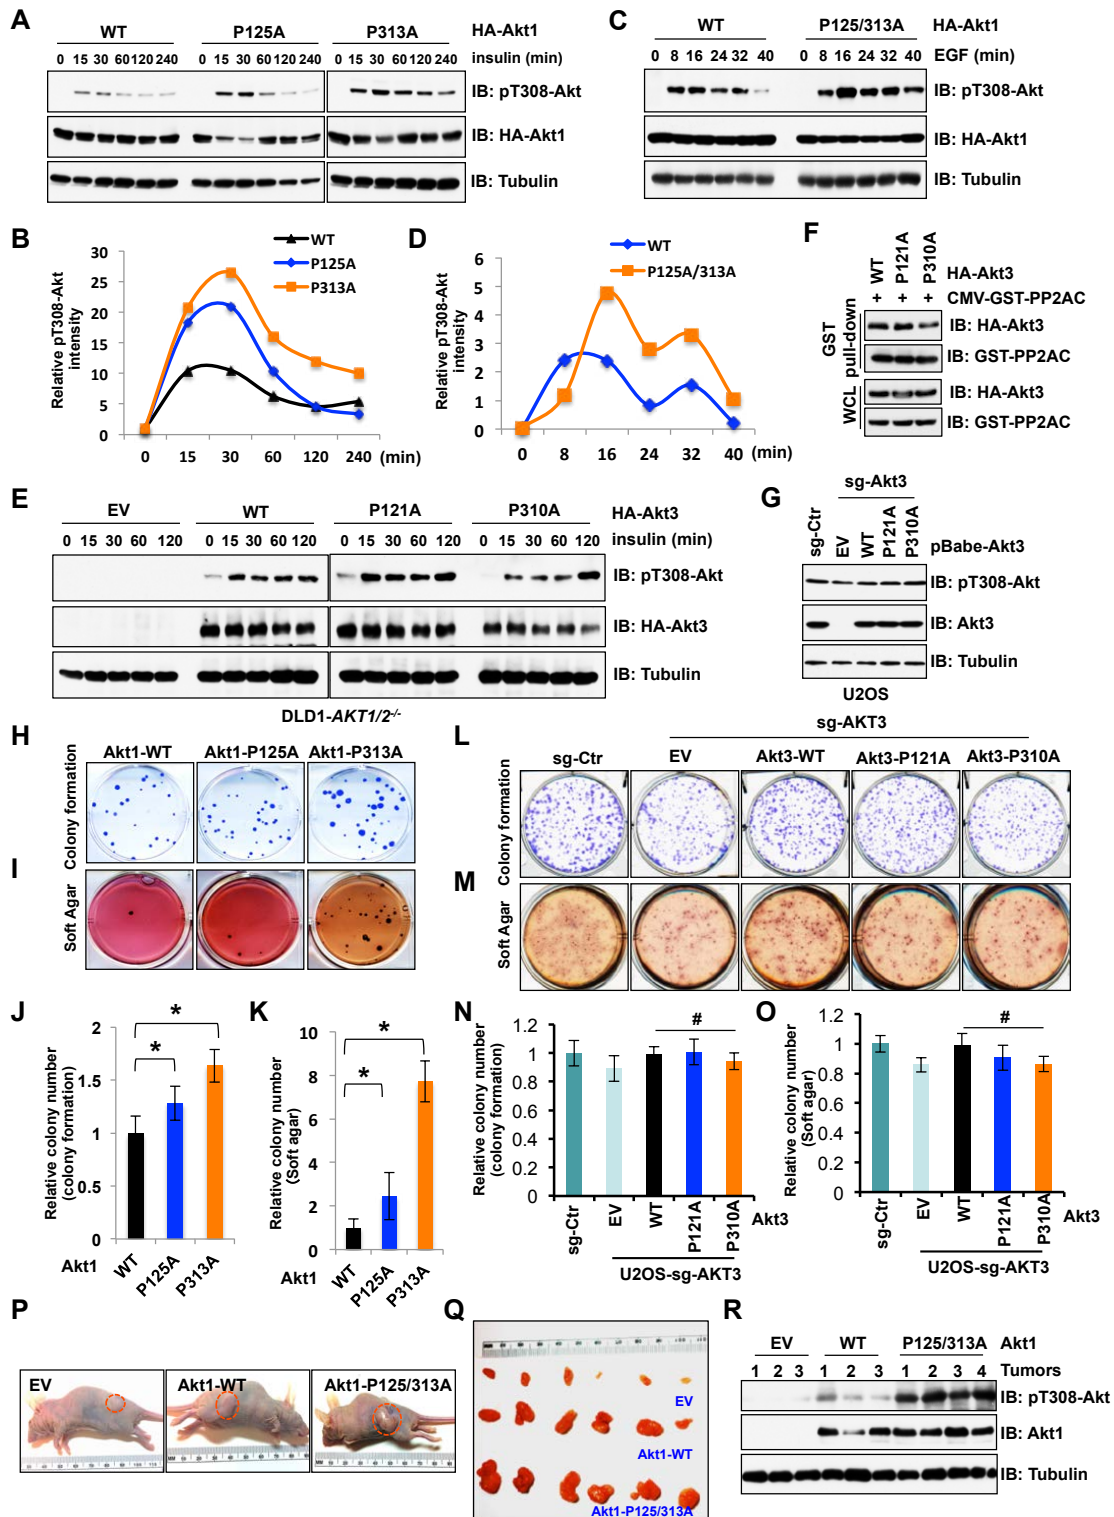 A
WT P125A P313A HA-Akt1
0 15 30 60 120 240 0 15 30 60 120 240 0 15 30 60 120 240 insulin (min)
IB: pT308-Akt
IB: HA-Akt1
IB: Tubulin
C
WT P125/313A HA-Akt1
0 8 16 24 32 40 0 8 16 24 32 40 EGF (min)
IB: pT308-Akt
IB: HA-Akt1
IB: Tubulin
B
WT
P125A
P313A
Relative pT308-Akt intensity
30
25
20
15
10
5
0
0 15 30 60 120 240 (min)
D
WT
P125A/313A
Relative pT308-Akt intensity
6
5
4
3
2
1
0
0 8 16 24 32 40 (min)
F
WT P121A P310A HA-Akt3
+ + + CMV-GST-PP2AC
GST pull-down
IB: HA-Akt3
IB: GST-PP2AC
WCL
IB: HA-Akt3
IB: GST-PP2AC
E
EV WT P121A P310A HA-Akt3
0 15 30 60 120 0 15 30 60 120 0 15 30 60 120 0 15 30 60 120 insulin (min)
IB: pT308-Akt
IB: HA-Akt3
IB: Tubulin
DLD1-AKT1/2-/-
G
sg-Akt3
sg-Ctr EV WT P121A P310A pBabe-Akt3
IB: pT308-Akt
IB: Akt3
IB: Tubulin
U2OS
H
Akt1-WT Akt1-P125A Akt1-P313A
Colony formation
I
Soft Agar
L
sg-AKT3
sg-Ctr EV Akt3-WT Akt3-P121A Akt3-P310A
Colony formation
M
Soft Agar
J
Relative colony number (colony formation)
2
1.5
1
0.5
0
* *
Akt1 WT P125A P313A
K
Relative colony number (Soft agar)
10
8
6
4
2
0
* *
Akt1 WT P125A P313A
N
Relative colony number (colony formation)
1.2
1
0.8
0.6
0.4
0.2
0
#
sg-Ctr EV WT P121A P310A Akt3
U2OS-sg-AKT3
O
Relative colony number (Soft agar)
1.2
1
0.8
0.6
0.4
0.2
0
#
sg-Ctr EV WT P121A P310A Akt3
U2OS-sg-AKT3
P
EV Akt1-WT Akt1-P125/313A
Q
EV
Akt1-WT
Akt1-P125/313A
R
EV WT P125/313A Akt1
1 2 3 1 2 3 1 2 3 4 Tumors
IB: pT308-Akt
IB: Akt1
IB: Tubulin